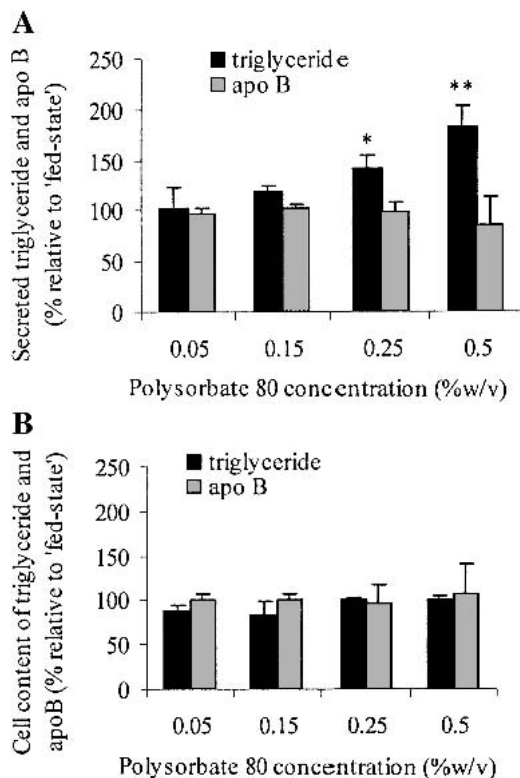 A
Secreted triglyceride and apo B
(% relative to 'fed-state')
250
200
150
100
50
0
triglyceride
apo B
*
**
0.05 0.15 0.25 0.5
Polysorbate 80 concentration (%w/v)
B
Cell content of triglyceride and
apoB (% relative to 'fed-state')
250
200
150
100
50
0
triglyceride
apo B
0.05 0.15 0.25 0.5
Polysorbate 80 concentration (%w/v)